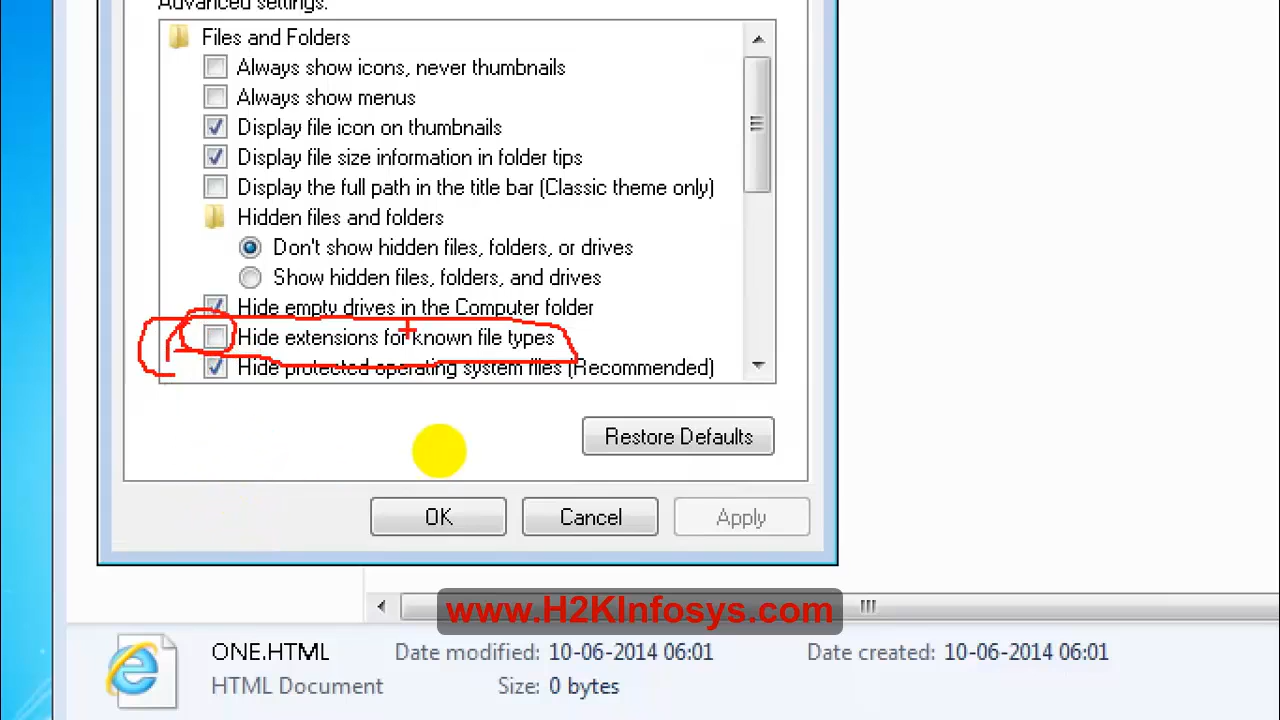 Advanced settings:
Files and Folders
Always show icons, never thumbnails
Always show menus
Display file icon on thumbnails
Display file size information in folder tips
Display the full path in the title bar (Classic theme only)
Hidden files and folders
Don't show hidden files, folders, or drives
Show hidden files, folders, and drives
Hide empty drives in the Computer folder
Hide extensions for known file types
Hide protected operating system files (Recommended)
Restore Defaults
OK Cancel Apply
www.H2KInfosys.com
ONE.HTML Date modified: 10-06-2014 06:01 Date created: 10-06-2014 06:01
HTML Document Size: 0 bytes